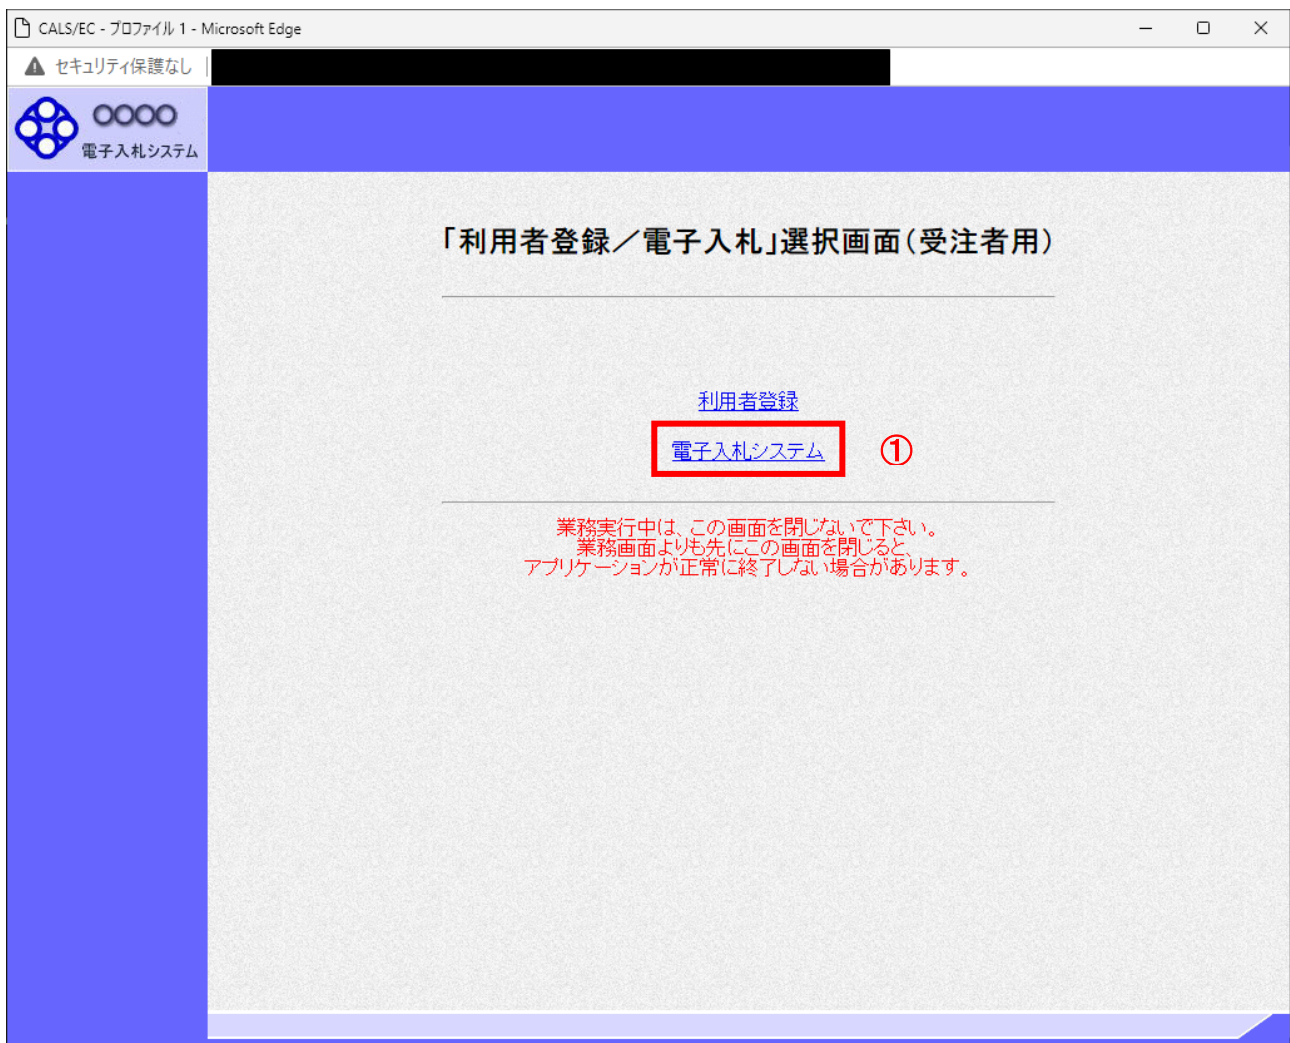 CALS/EC - プロファイル 1 - Microsoft Edge
セキュリティ保護なし
○○○○
電子入札システム
「利用者登録／電子入札」選択画面（受注者用）
利用者登録
電子入札システム ①
業務実行中は、この画面を閉じないで下さい。
業務画面よりも先にこの画面を閉じると、
アプリケーションが正常に終了しない場合があります。